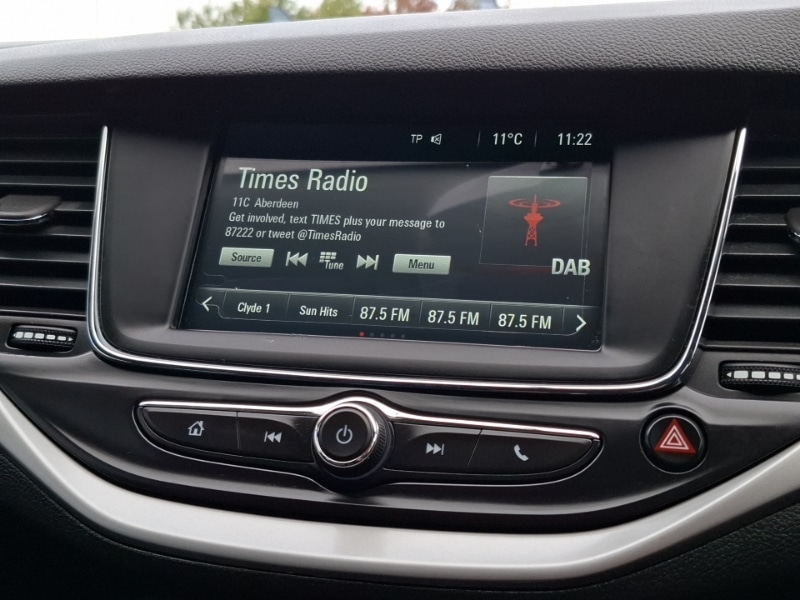 TP 11°C 11:22
Times Radio
11C Aberdeen
Get involved, text TIMES plus your message to
87222 or tweet @TimesRadio
Source Tune Menu
DAB
Clyde 1 Sun Hits 87.5 FM 87.5 FM 87.5 FM